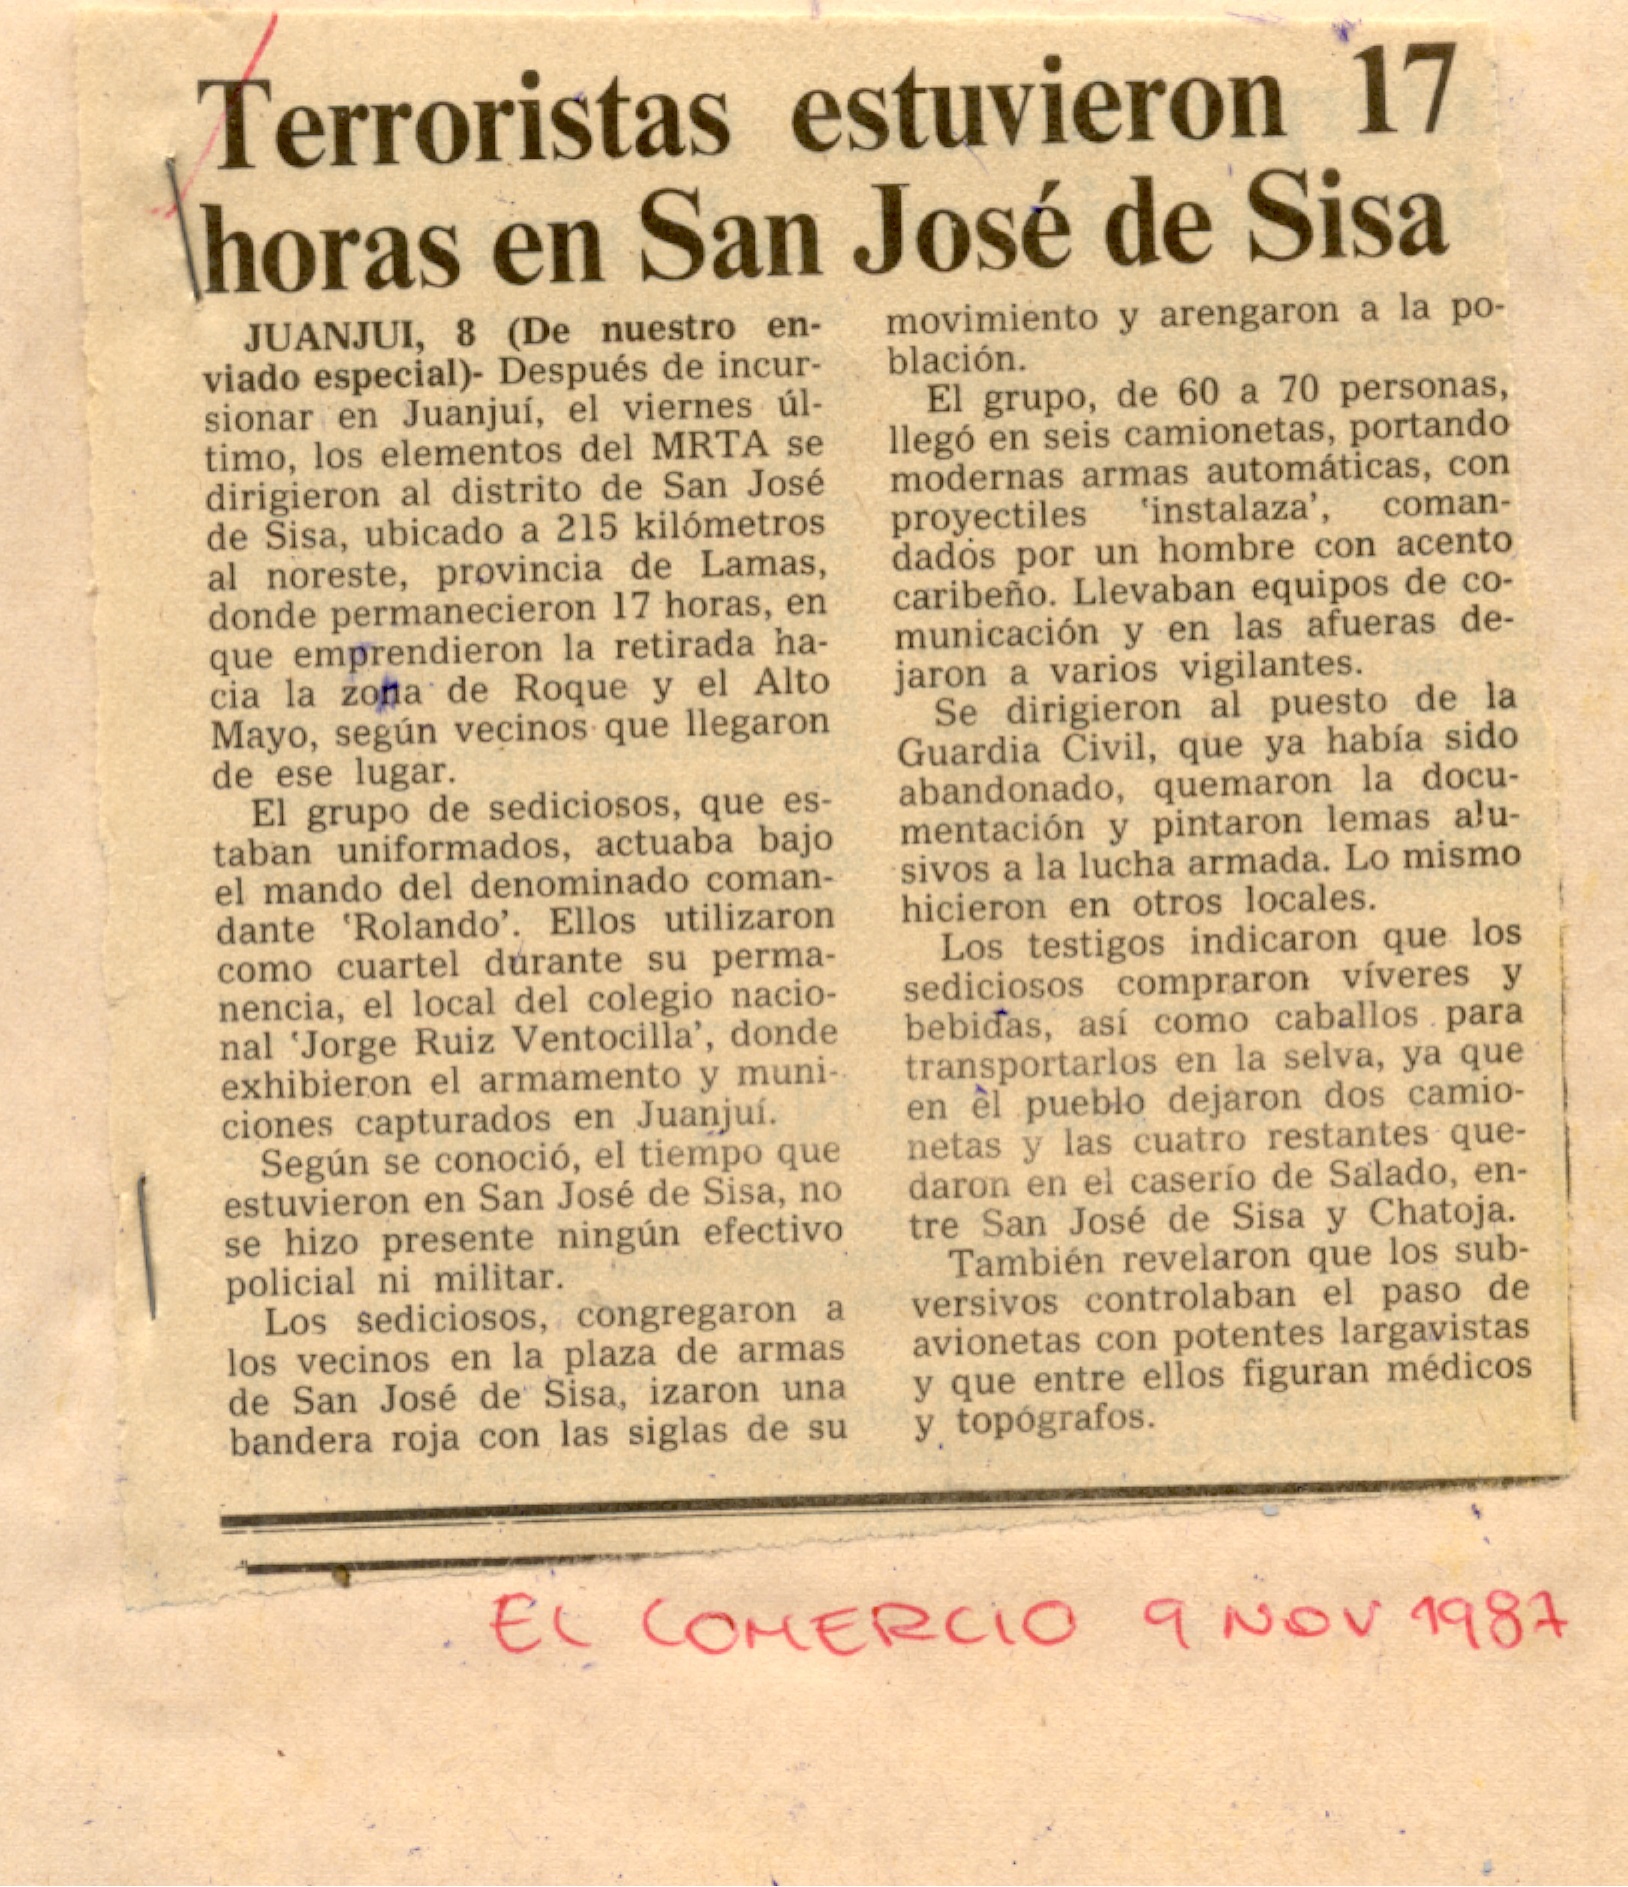 Terroristas estuvieron 17
horas en San José de Sisa
JUANJUI, 8 (De nuestro en-
viado especial)- Después de incur-
sionar en Juanjuí, el viernes úl-
timo, los elementos del MRTA se
dirigieron al distrito de San José
de Sisa, ubicado a 215 kilómetros
al noreste, provincia de Lamas,
donde permanecieron 17 horas, en
que emprendieron la retirada ha-
cia la zona de Roque y el Alto
Mayo, según vecinos que llegaron
de ese lugar.
El grupo de sediciosos, que es-
taban uniformados, actuaba bajo
el mando del denominado coman-
dante ‘Rolando’. Ellos utilizaron
como cuartel durante su perma-
nencia, el local del colegio nacio-
nal ‘Jorge Ruiz Ventocilla’, donde
exhibieron el armamento y muni-
ciones capturados en Juanjuí.
Según se conoció, el tiempo que
estuvieron en San José de Sisa, no
se hizo presente ningún efectivo
policial ni militar.
Los sediciosos, congregaron a
los vecinos en la plaza de armas
de San José de Sisa, izaron una
bandera roja con las siglas de su
movimiento y arengaron a la po-
blación.
El grupo, de 60 a 70 personas,
llegó en seis camionetas, portando
modernas armas automáticas, con
proyectiles ‘instalaza’, coman-
dados por un hombre con acento
caribeño. Llevaban equipos de co-
municación y en las afueras de-
jaron a varios vigilantes.
Se dirigieron al puesto de la
Guardia Civil, que ya había sido
abandonado, quemaron la docu-
mentación y pintaron lemas alu-
sivos a la lucha armada. Lo mismo
hicieron en otros locales.
Los testigos indicaron que los
sediciosos compraron víveres y
bebidas, así como caballos para
transportarlos en la selva, ya que
en el pueblo dejaron dos camio-
netas y las cuatro restantes que-
daron en el caserío de Salado, en-
tre San José de Sisa y Chatoja.
También revelaron que los sub-
versivos controlaban el paso de
avionetas con potentes largavistas
y que entre ellos figuran médicos
y topógrafos.
EL COMERCIO 9 NOV 1987